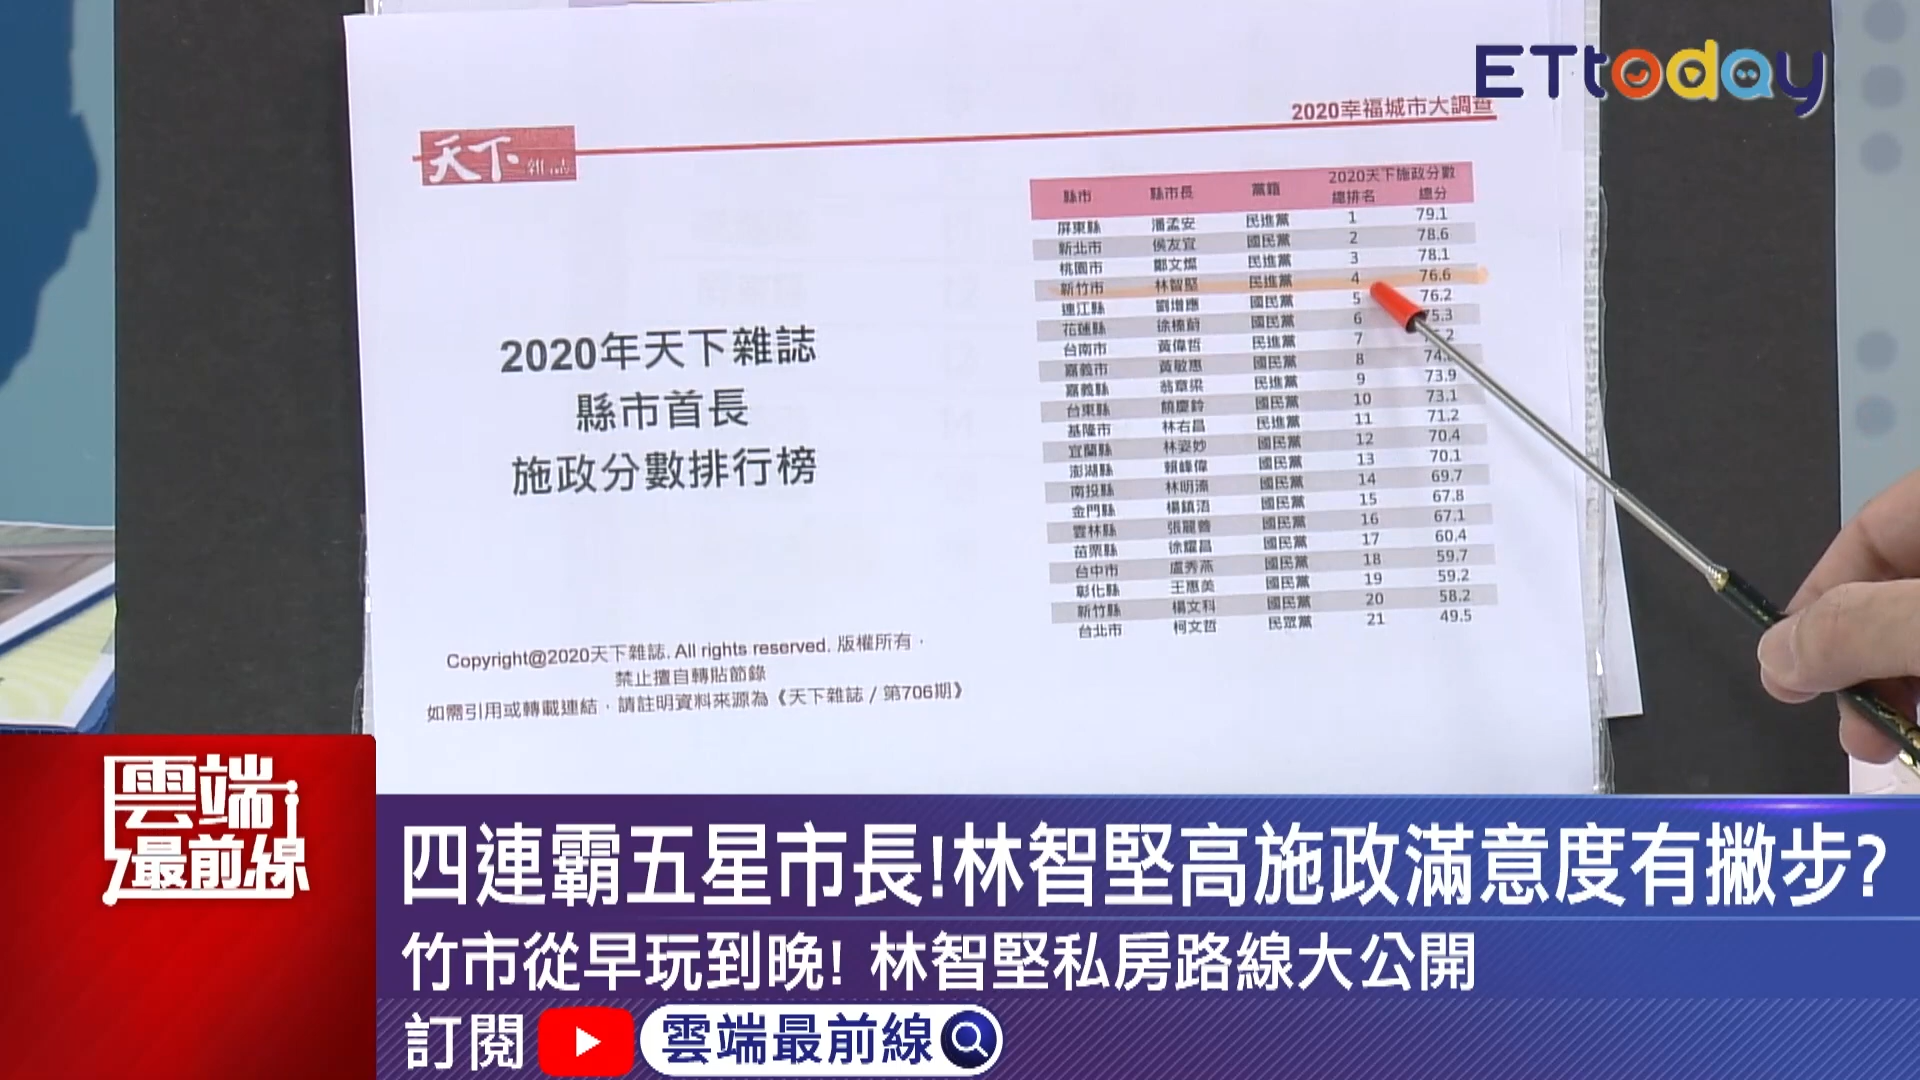 ETtoday
2020幸福城市大調查
天下雜誌
縣市 縣市長 黨籍 2020天下施政分數
總排名 總分
屏東縣 潘孟安 民進黨 1 79.1
新北市 侯友宜 國民黨 2 78.6
桃園市 鄭文燦 民進黨 3 78.1
新竹市 林智堅 民進黨 4 76.6
連江縣 劉增應 國民黨 5 76.2
花蓮縣 徐榛蔚 國民黨 6 75.3
台南市 黃偉哲 民進黨 7
嘉義市 黃敏惠 國民黨 8
嘉義縣 翁章梁 民進黨 9 73.9
台東縣 饒慶鈴 國民黨 10 73.1
基隆市 林右昌 民進黨 11 71.2
宜蘭縣 林姿妙 國民黨 12 70.4
澎湖縣 賴峰偉 國民黨 13 70.1
南投縣 林明溱 國民黨 14 69.7
金門縣 楊鎮浯 國民黨 15 67.8
雲林縣 張麗善 國民黨 16 67.1
苗栗縣 徐耀昌 國民黨 17 60.4
台中市 盧秀燕 國民黨 18 59.7
彰化縣 王惠美 國民黨 19 59.2
新竹縣 楊文科 國民黨 20 58.2
台北市 柯文哲 民眾黨 21 49.5
2020年天下雜誌
縣市首長
施政分數排行榜
Copyright@2020天下雜誌. All rights reserved. 版權所有，
禁止擅自轉貼節錄
如需引用或轉載連結，請註明資料來源為《天下雜誌 / 第706期》
雲端
最前線
四連霸五星市長!林智堅高施政滿意度有撇步?
竹市從早玩到晚! 林智堅私房路線大公開
訂閱 雲端最前線